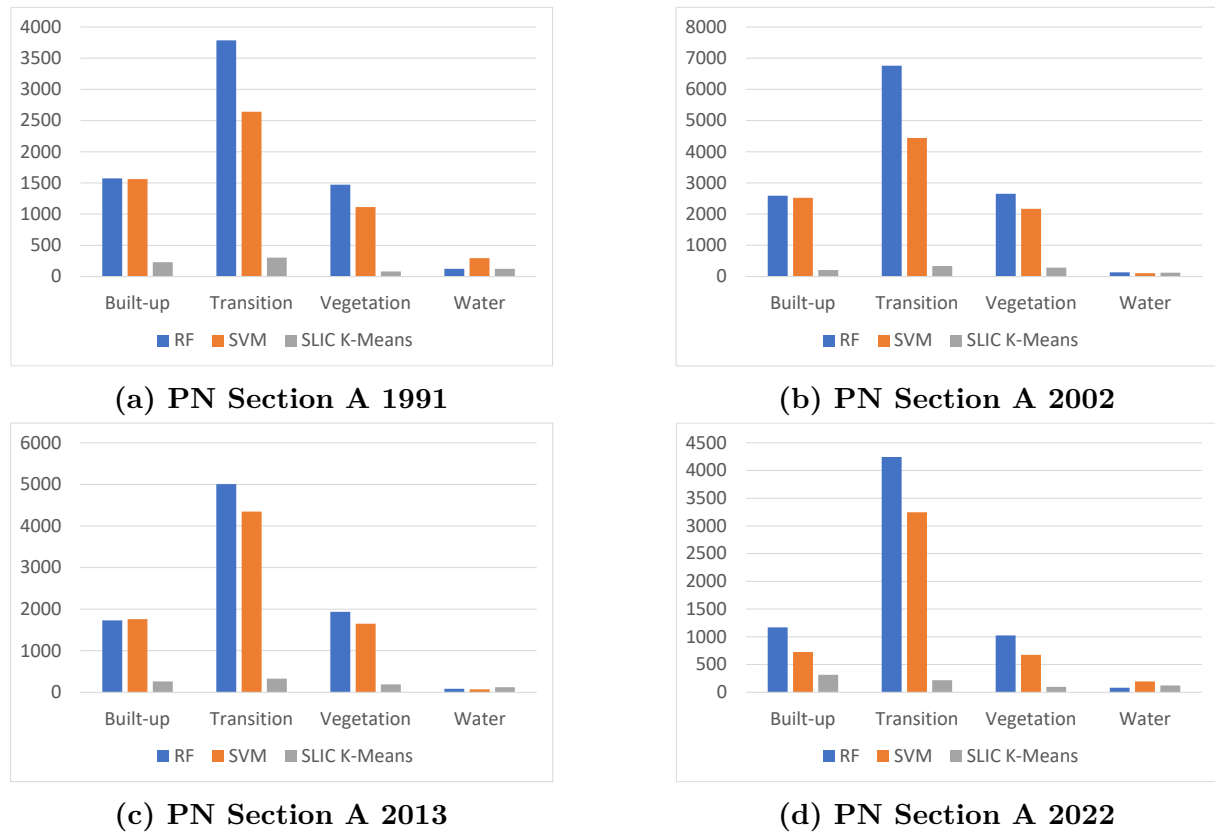 4000
3500
3000
2500
2000
1500
1000
500
0
Built-up Transition Vegetation Water
RF SVM SLIC K-Means
(a) PN Section A 1991
8000
7000
6000
5000
4000
3000
2000
1000
0
Built-up Transition Vegetation Water
RF SVM SLIC K-Means
(b) PN Section A 2002
6000
5000
4000
3000
2000
1000
0
Built-up Transition Vegetation Water
RF SVM SLIC K-Means
(c) PN Section A 2013
4500
4000
3500
3000
2500
2000
1500
1000
500
0
Built-up Transition Vegetation Water
RF SVM SLIC K-Means
(d) PN Section A 2022